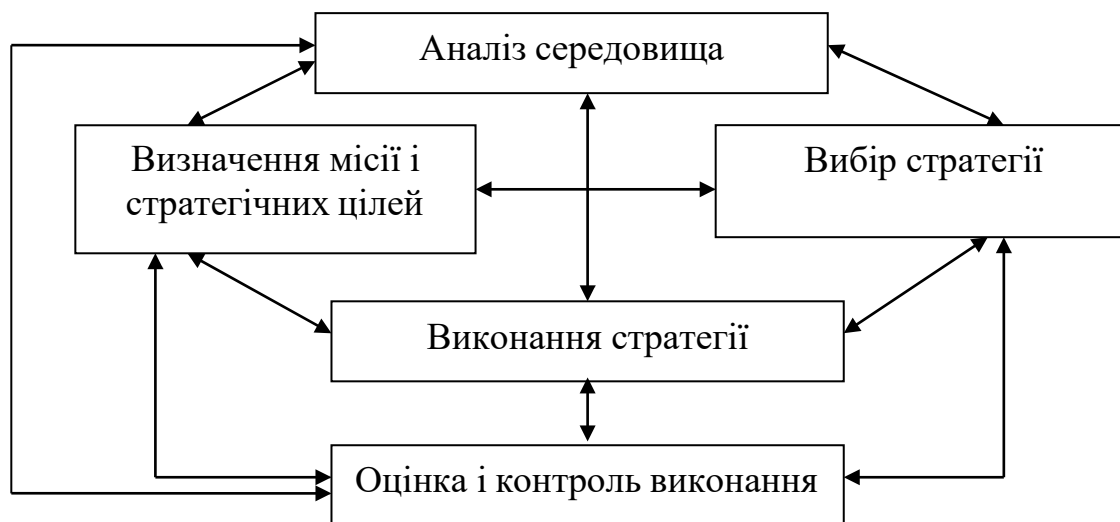 Аналіз середовища
Визначення місії і
стратегічних цілей
Вибір стратегії
Виконання стратегії
Оцінка і контроль виконання